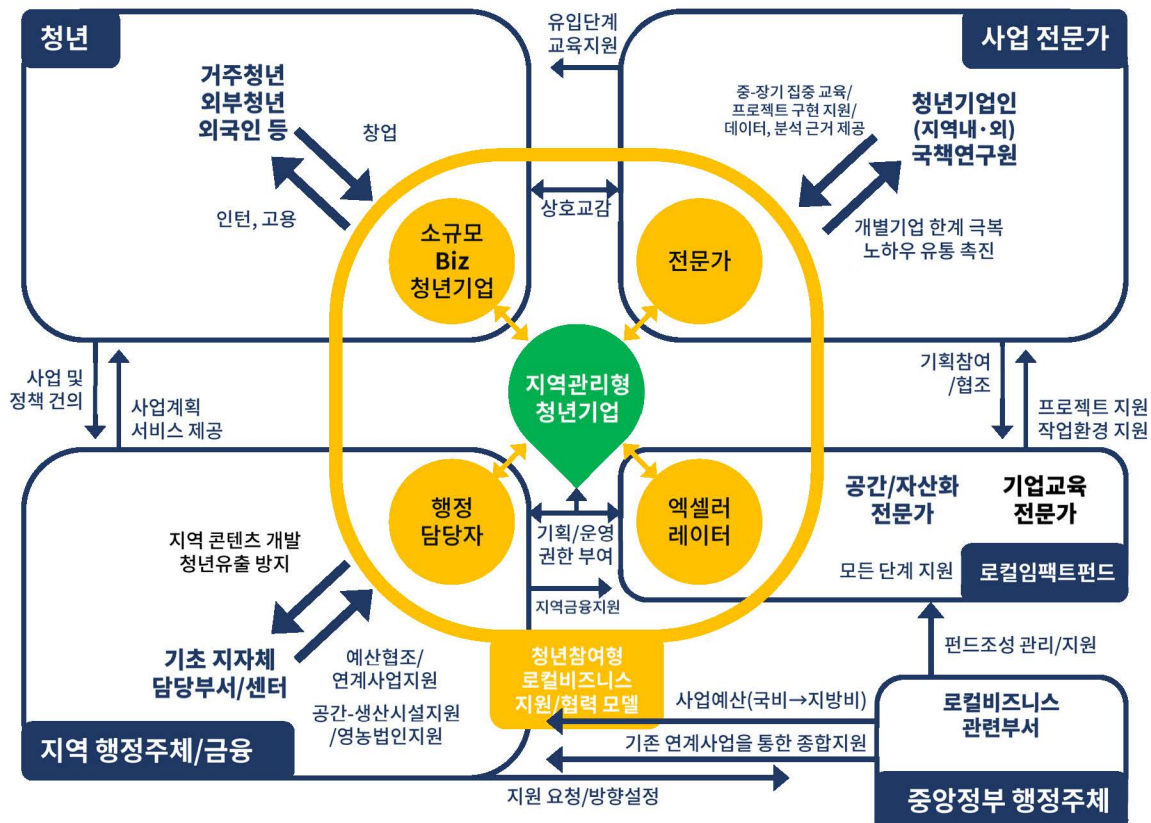 청년
거주청년
외부청년
외국인 등
창업
인턴, 고용
유입단계
교육지원
사업 전문가
중-장기 집중 교육/
프로젝트 구현 지원/
데이터, 분석 근거 제공
청년기업인
(지역내·외)
국책연구원
개별기업 한계 극복
노하우 유통 촉진
상호교감
소규모
Biz
청년기업
전문가
지역관리형
청년기업
행정
담당자
엑셀러
레이터
사업 및
정책 건의
사업계획
서비스 제공
기획참여
/협조
프로젝트 지원
작업환경 지원
기획/운영
권한 부여
지역금융지원
공간/자산화
전문가
기업교육
전문가
모든 단계 지원
로컬임팩트펀드
지역 콘텐츠 개발
청년유출 방지
기초 지자체
담당부서/센터
예산협조/
연계사업지원
공간-생산시설지원
/영농법인지원
지역 행정주체/금융
청년참여형
로컬비즈니스
지원/협력 모델
펀드조성 관리/지원
사업예산(국비→지방비)
기존 연계사업을 통한 종합지원
지원 요청/방향설정
로컬비즈니스
관련부서
중앙정부 행정주체